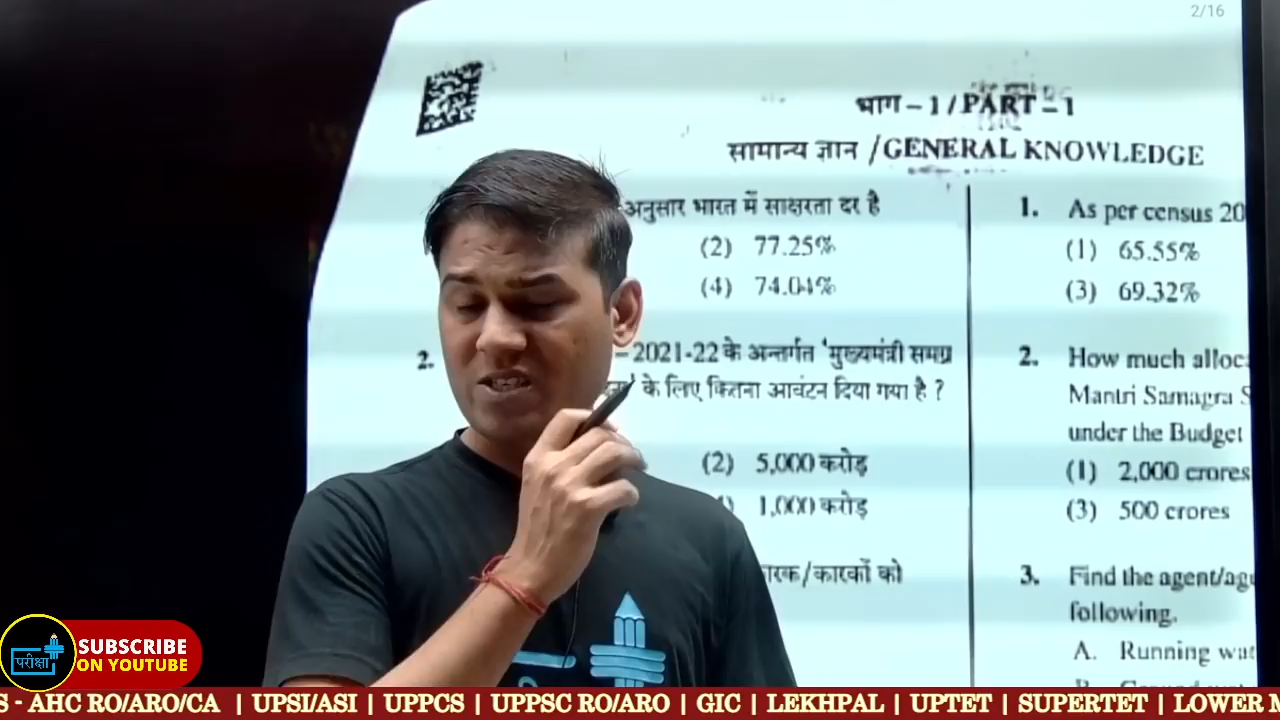 2/16
भाग – 1 / PART – 1
सामान्य ज्ञान / GENERAL KNOWLEDGE
अनुसार भारत में साक्षरता दर है
(2) 77.25%
(4) 74.04%
2. – 2021-22 के अन्तर्गत 'मुख्यमंत्री समग्र
के लिए कितना आवंटन दिया गया है ?
(2) 5,000 करोड़
1,000 करोड़
कारक/कारकों को
1. As per census 20
(1) 65.55%
(3) 69.32%
2. How much alloc
Mantri Samagra S
under the Budget
(1) 2,000 crores
(3) 500 crores
3. Find the agent/age
following.
A. Running wat
परीक्षा
SUBSCRIBE
ON YOUTUBE
S - AHC RO/ARO/CA | UPSI/ASI | UPPCS | UPPSC RO/ARO | GIC | LEKHPAL | UPTET | SUPERTET | LOWER M